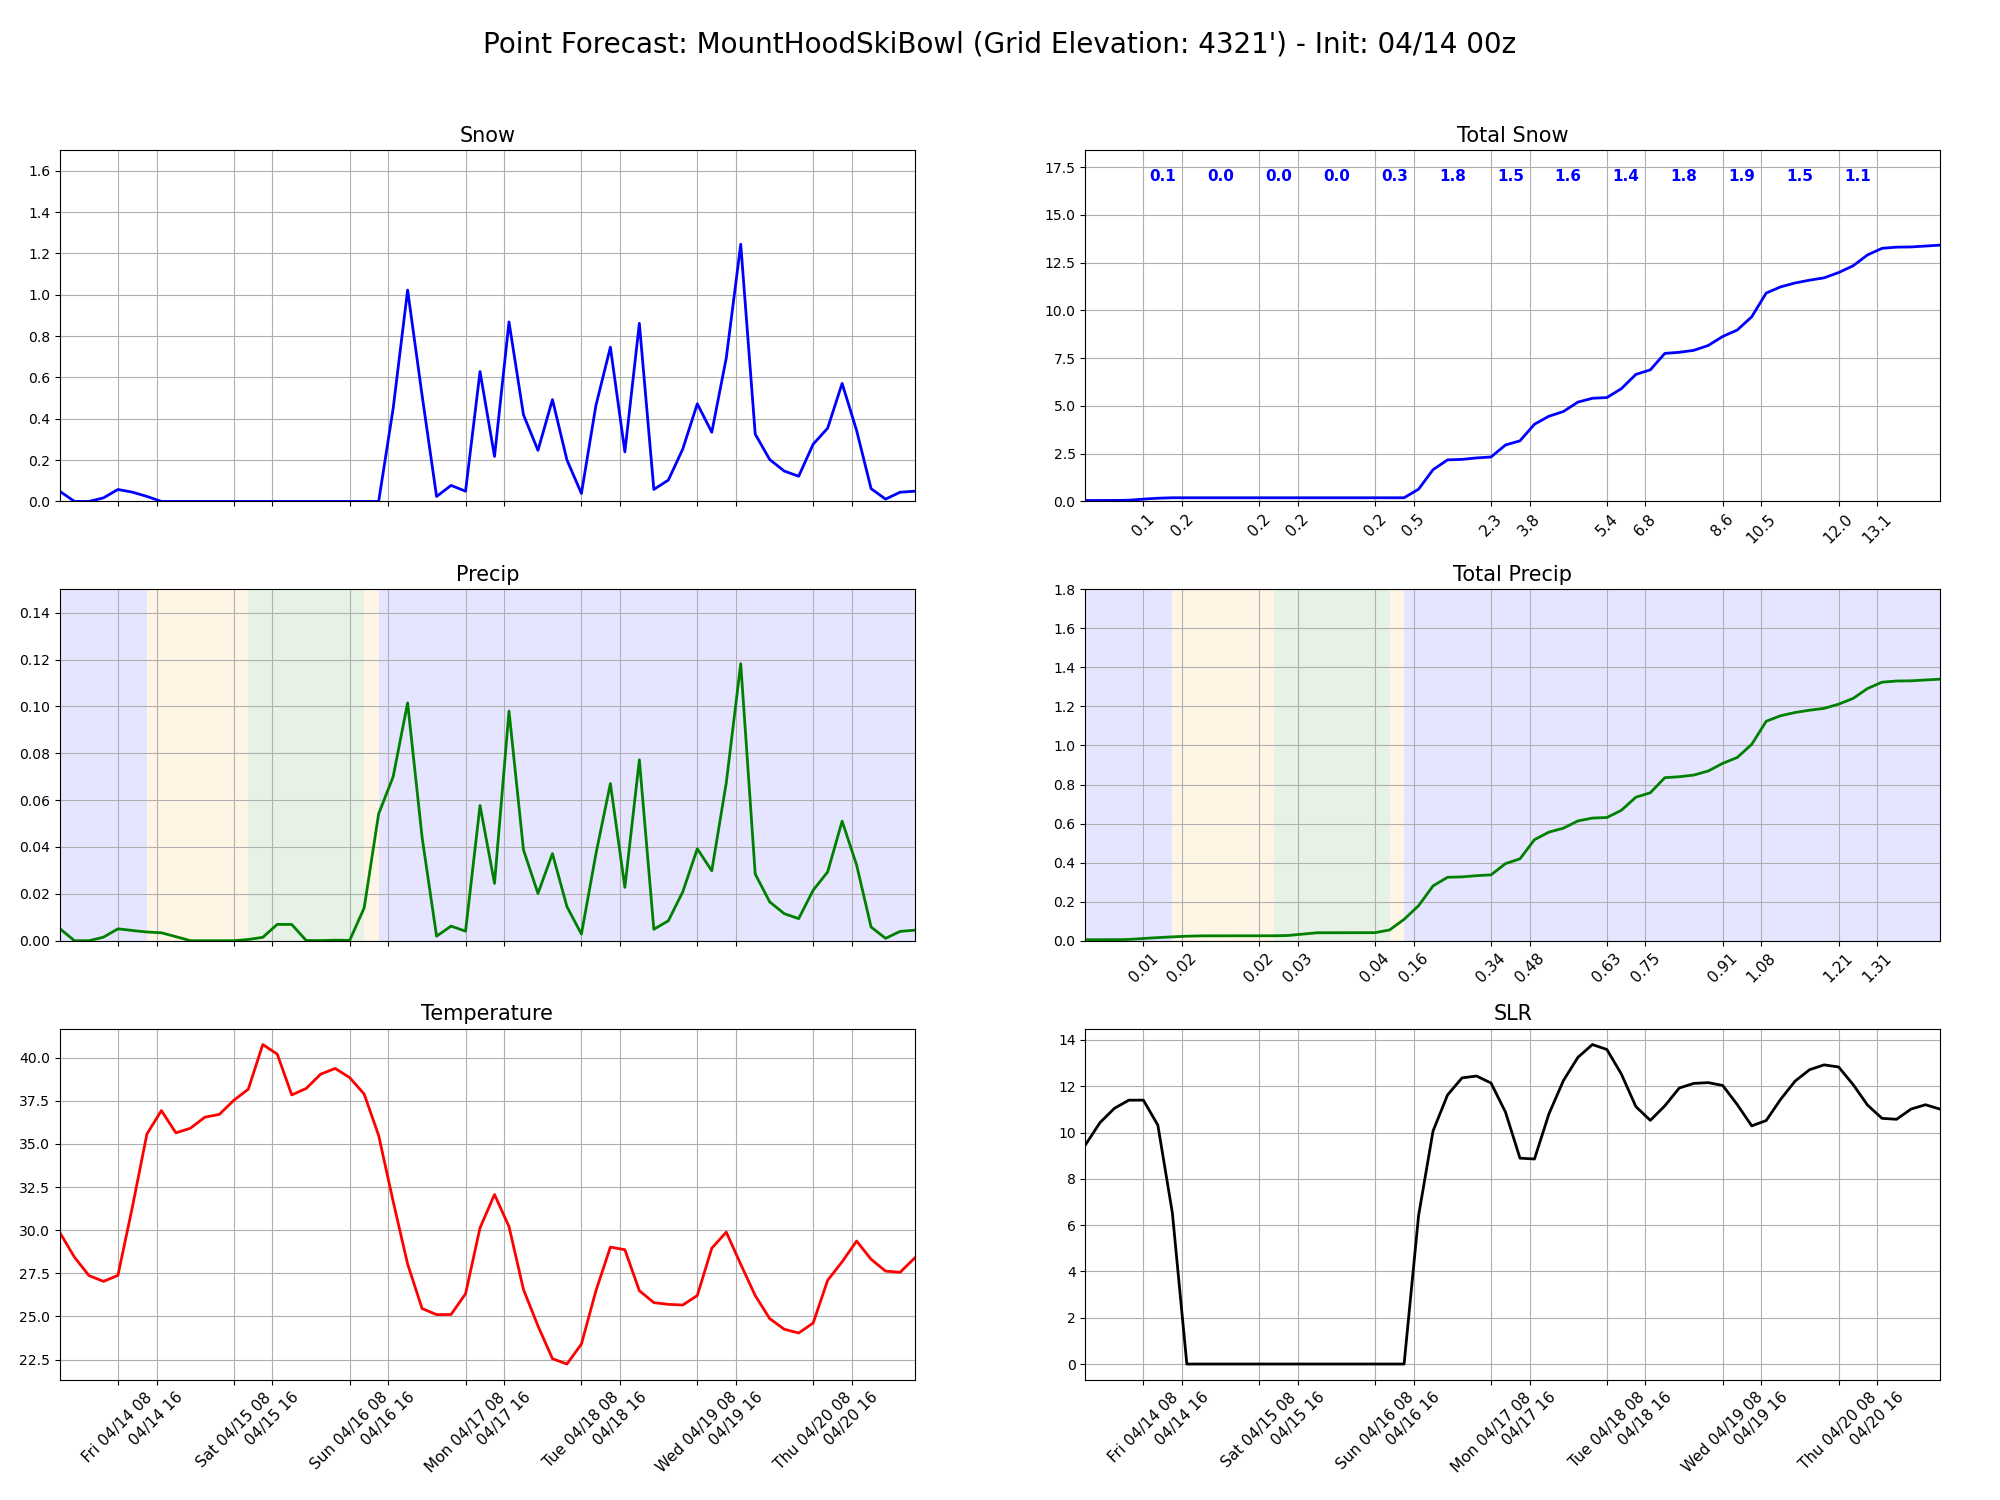 Point Forecast: MountHoodSkiBowl (Grid Elevation: 4321') - Init: 04/14 00z
Snow
1.6
1.4
1.2
1.0
0.8
0.6
0.4
0.2
0.0
Total Snow
17.5
15.0
12.5
10.0
7.5
5.0
2.5
0.0
0.1 0.0 0.0 0.0 0.3 1.8 1.5 1.6 1.4 1.8 1.9 1.5 1.1
0.1 0.2 0.2 0.2 0.2 0.5 2.3 3.8 5.4 6.8 8.6 10.5 12.0 13.1
Precip
0.14
0.12
0.10
0.08
0.06
0.04
0.02
0.00
Total Precip
1.8
1.6
1.4
1.2
1.0
0.8
0.6
0.4
0.2
0.0
0.01 0.02 0.02 0.03 0.04 0.16 0.34 0.48 0.63 0.75 0.91 1.08 1.21 1.31
Temperature
40.0
37.5
35.0
32.5
30.0
27.5
25.0
22.5
Fri 04/14 08
04/14 16
Sat 04/15 08
04/15 16
Sun 04/16 08
04/16 16
Mon 04/17 08
04/17 16
Tue 04/18 08
04/18 16
Wed 04/19 08
04/19 16
Thu 04/20 08
04/20 16
SLR
14
12
10
8
6
4
2
0
Fri 04/14 08
04/14 16
Sat 04/15 08
04/15 16
Sun 04/16 08
04/16 16
Mon 04/17 08
04/17 16
Tue 04/18 08
04/18 16
Wed 04/19 08
04/19 16
Thu 04/20 08
04/20 16